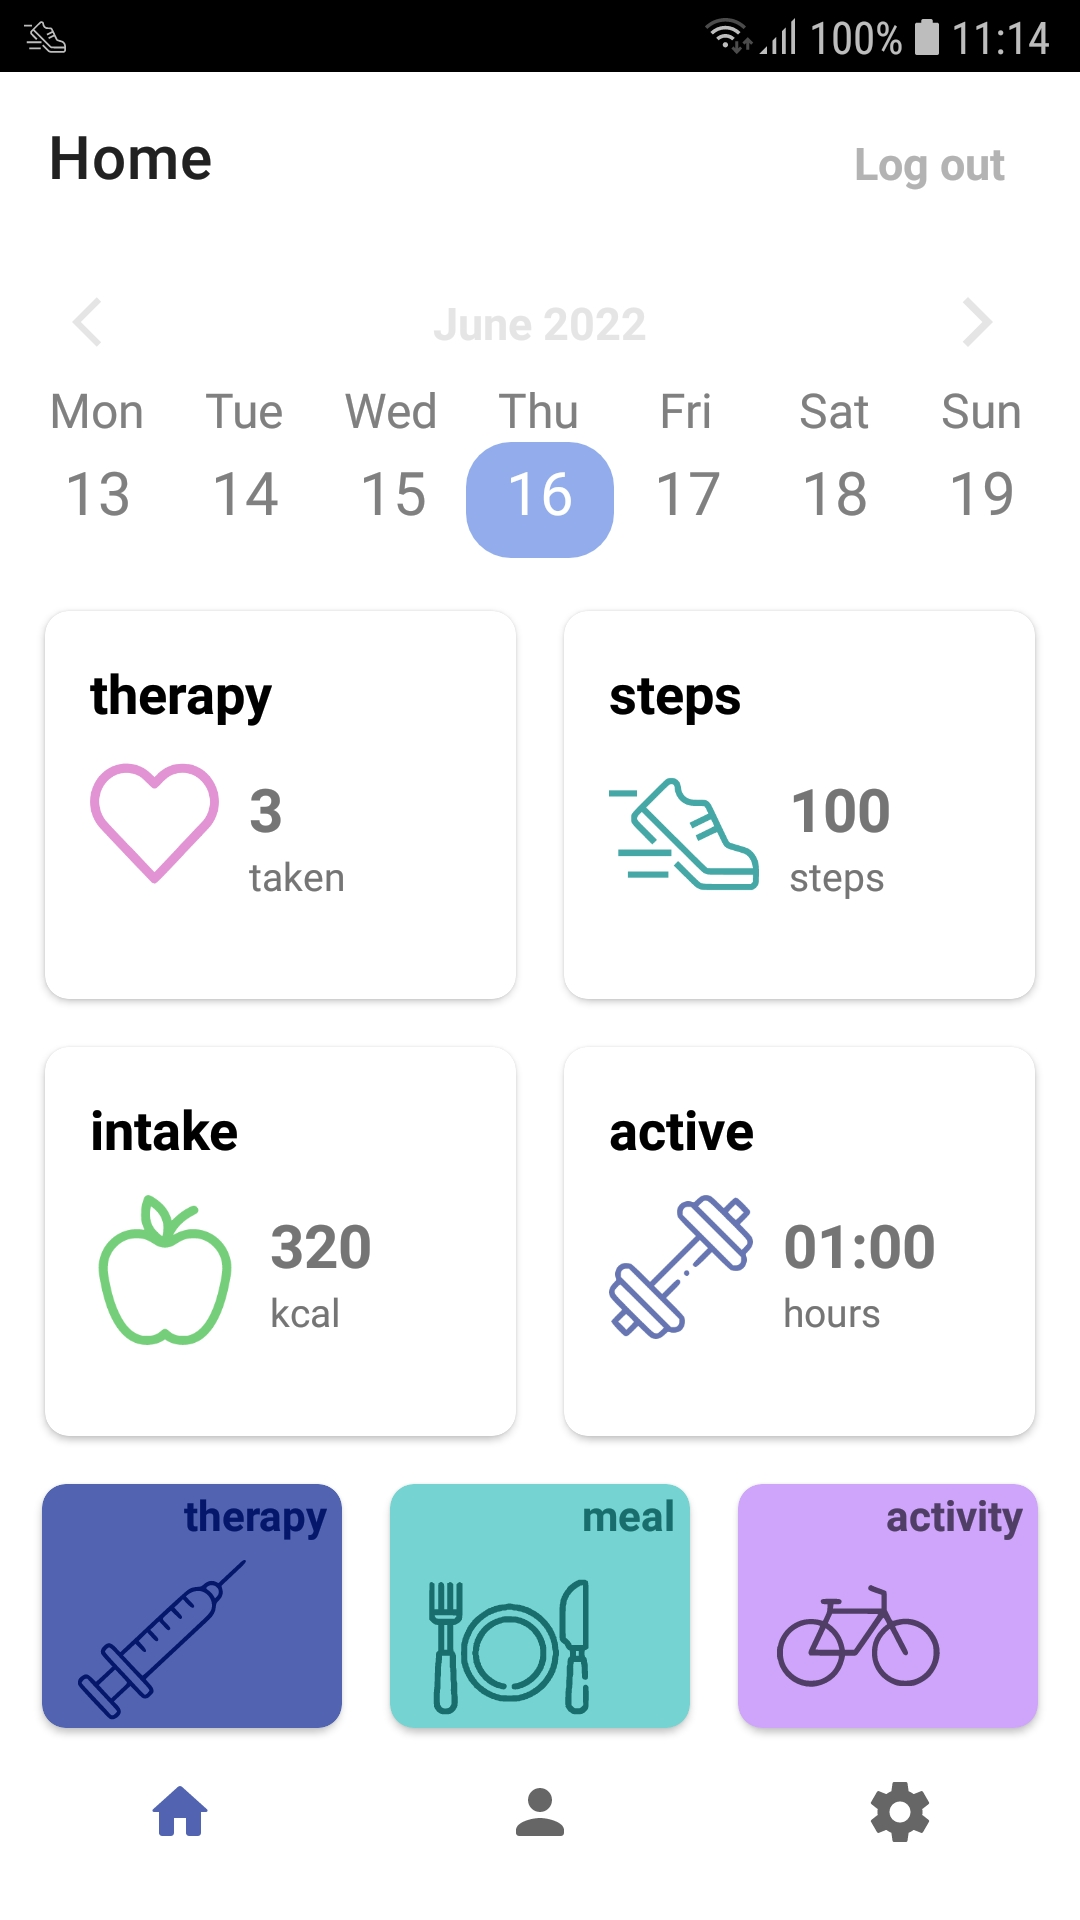 100% 11:14
Home
Log out
June 2022
Mon Tue Wed Thu Fri Sat Sun
13 14 15 16 17 18 19
therapy
3
taken
steps
100
steps
intake
320
kcal
active
01:00
hours
therapy
meal
activity